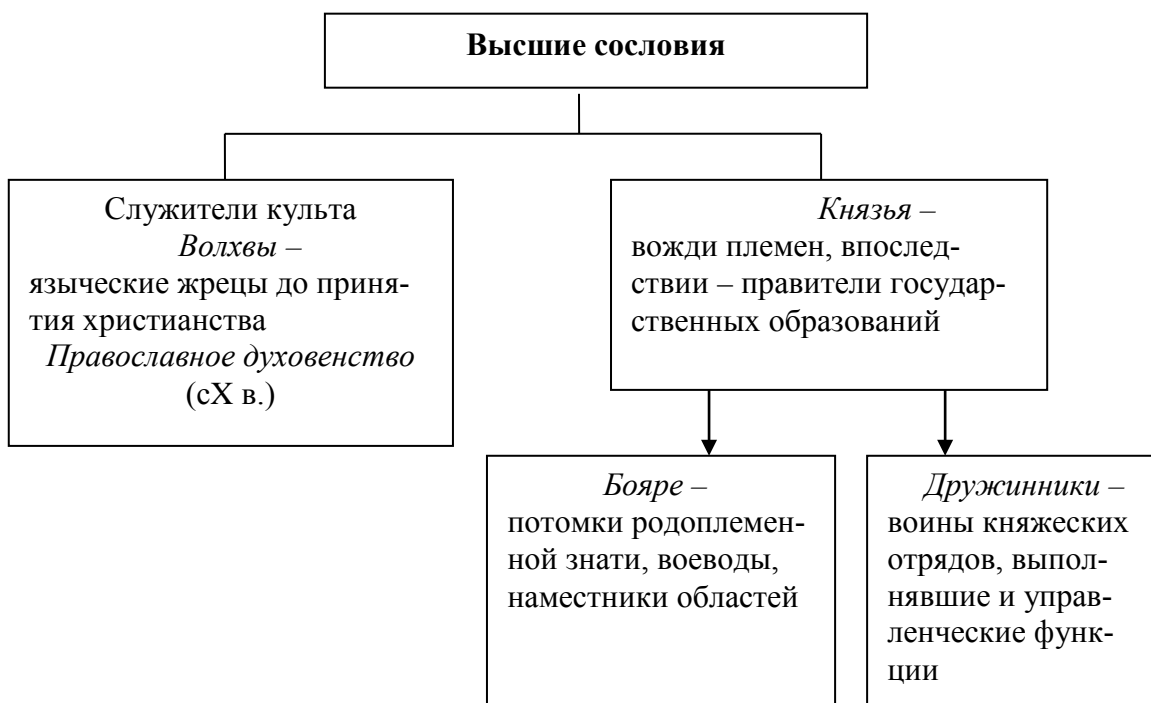 Высшие сословия
Служители культа
Волхвы –
языческие жрецы до приня-
тия христианства
Православное духовенство
(сX в.)
Князья –
вожди племен, впослед-
ствии – правители государ-
ственных образований
Бояре –
потомки родоплемен-
ной знати, воеводы,
наместники областей
Дружинники –
воины княжеских
отрядов, выпол-
нявшие и управ-
ленческие функ-
ции